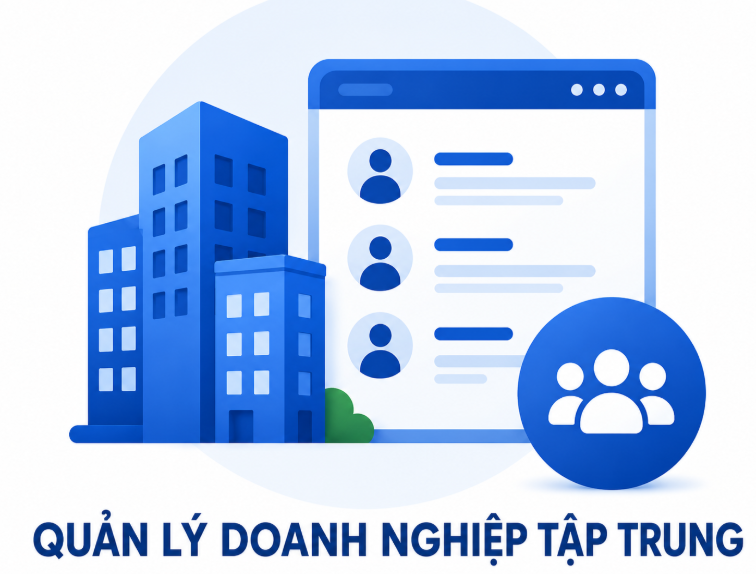 QUẢN LÝ DOANH NGHIỆP TẬP TRUNG